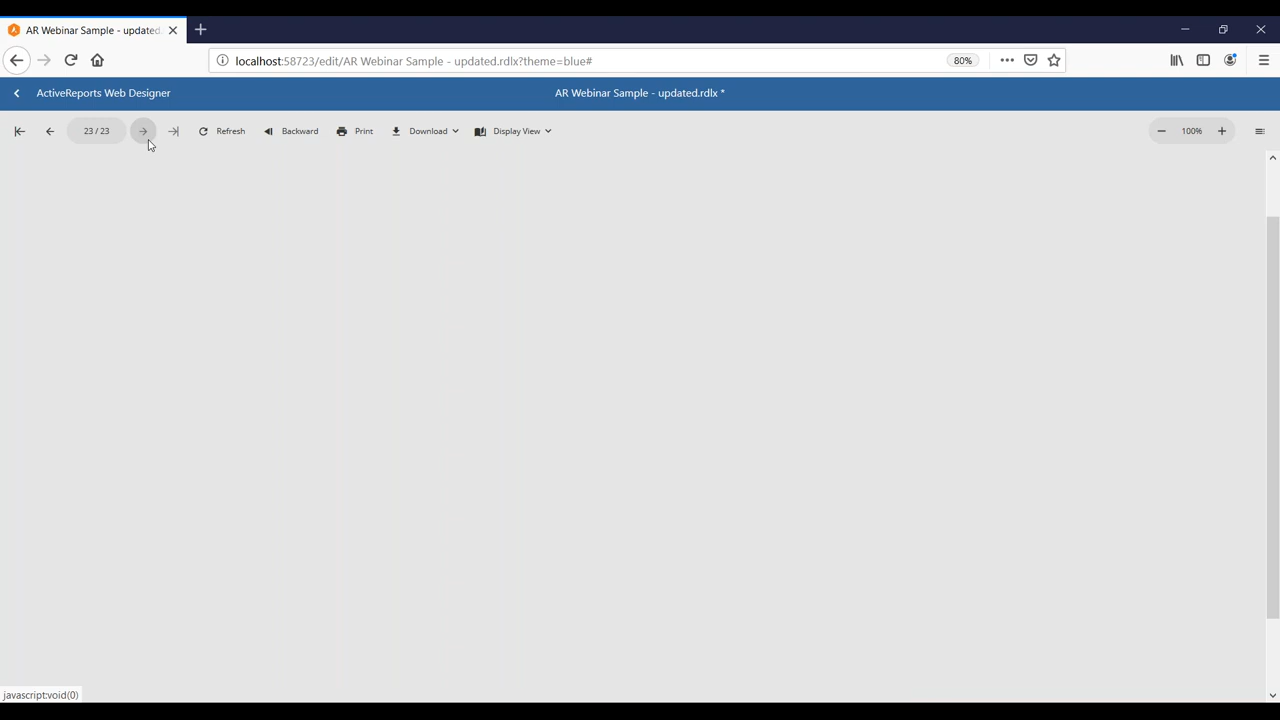 AR Webinar Sample - updated.
localhost:58723/edit/AR Webinar Sample - updated.rdlx?theme=blue#
80%
ActiveReports Web Designer
AR Webinar Sample - updated.rdlx *
23 / 23
Refresh
Backward
Print
Download
Display View
100%
javascript:void(0)